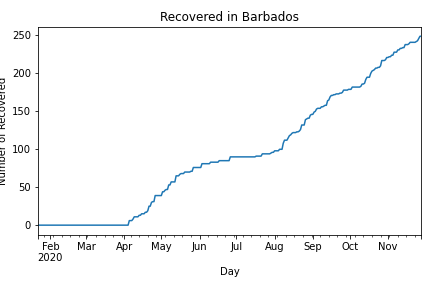 Recovered in Barbados
Number of Recovered
250
200
150
100
50
0
Feb Mar Apr May Jun Jul Aug Sep Oct Nov
2020
Day